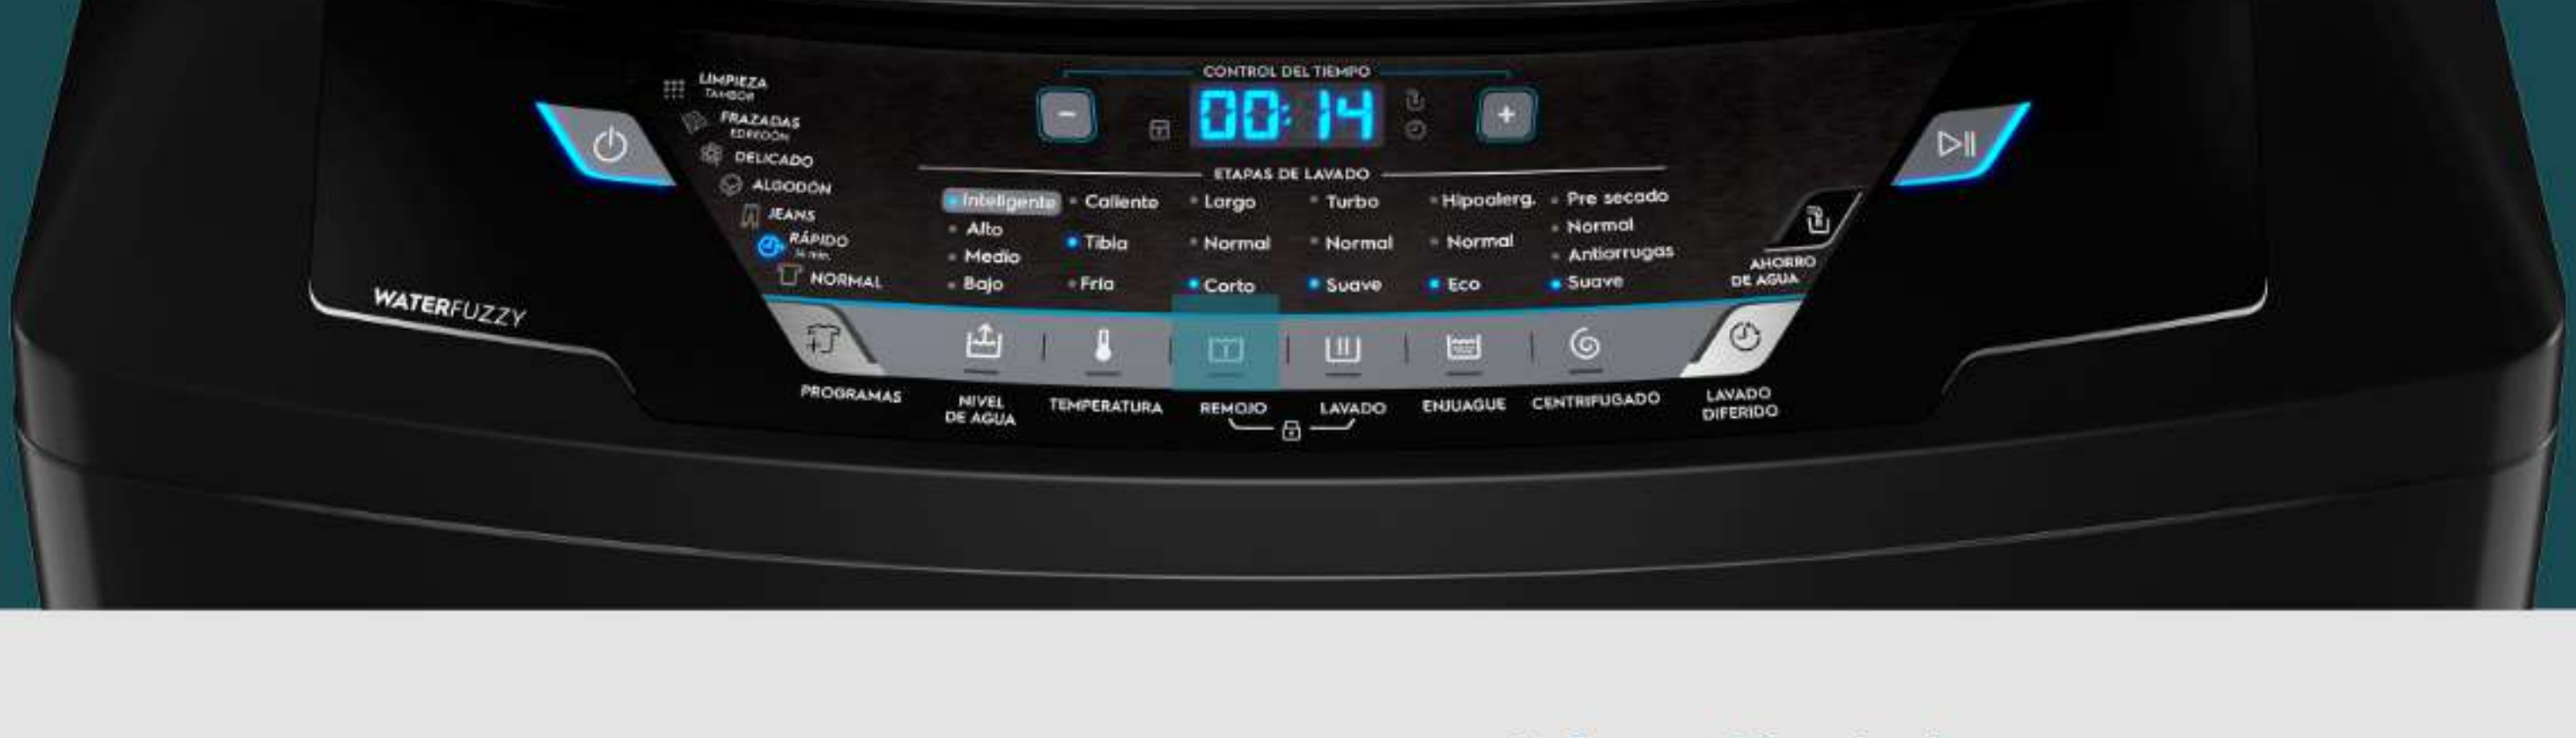 CONTROL DEL TIEMPO
LIMPIEZA
TAMBOR
FRAZADAS
EDREDÓN
DELICADO
ALGODÓN
JEANS
RÁPIDO
14 min.
NORMAL
− 00:14 +
ETAPAS DE LAVADO
Inteligente
Alto
Medio
Bajo
Caliente
Tibia
Fría
Largo
Normal
Corto
Turbo
Normal
Suave
Hipoalerg.
Normal
Eco
Pre secado
Normal
Antiarrugas
Suave
AHORRO
DE AGUA
WATERFUZZY
PROGRAMAS
NIVEL
DE AGUA
TEMPERATURA
REMOJO
LAVADO
ENJUAGUE
CENTRIFUGADO
LAVADO
DIFERIDO